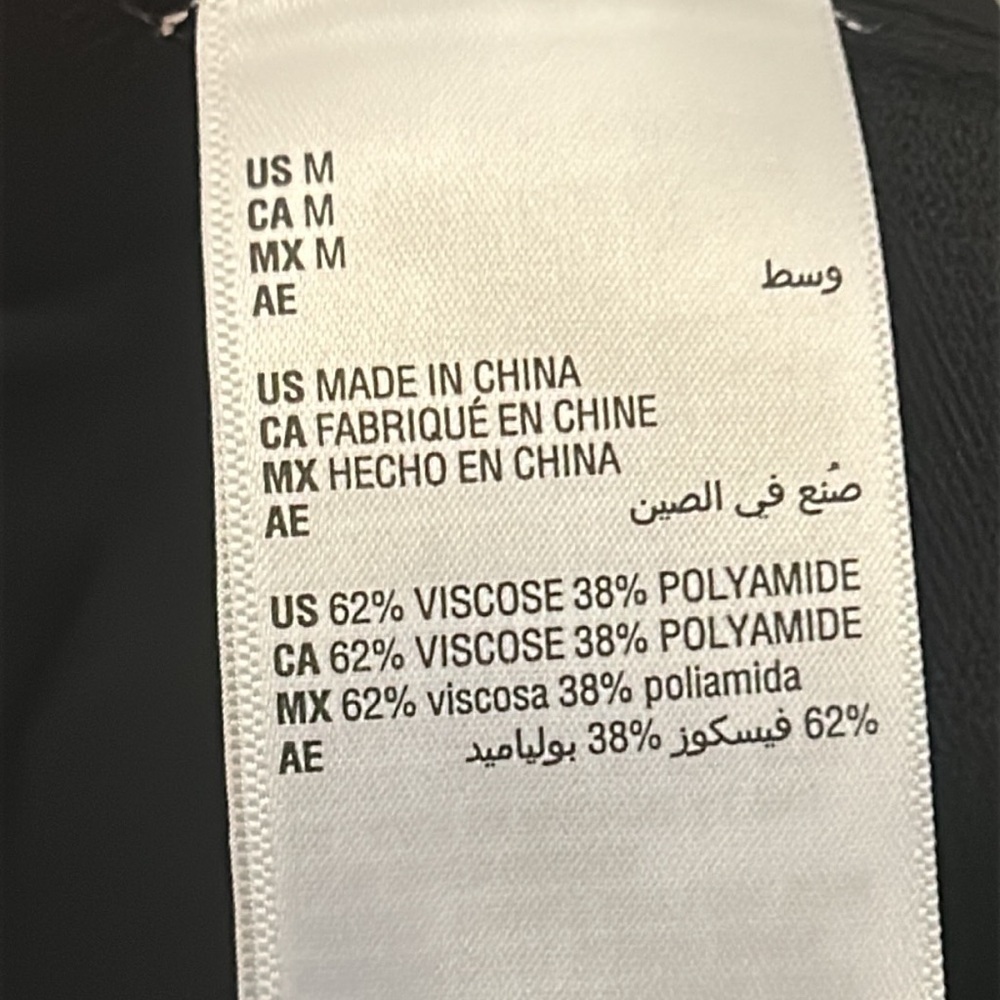 US M
CA M
MX M
AE وسط
US MADE IN CHINA
CA FABRIQUÉ EN CHINE
MX HECHO EN CHINA
AE صُنع في الصين
US 62% VISCOSE 38% POLYAMIDE
CA 62% VISCOSE 38% POLYAMIDE
MX 62% viscosa 38% poliamida
AE 62% فيسكوز 38% بولياميد